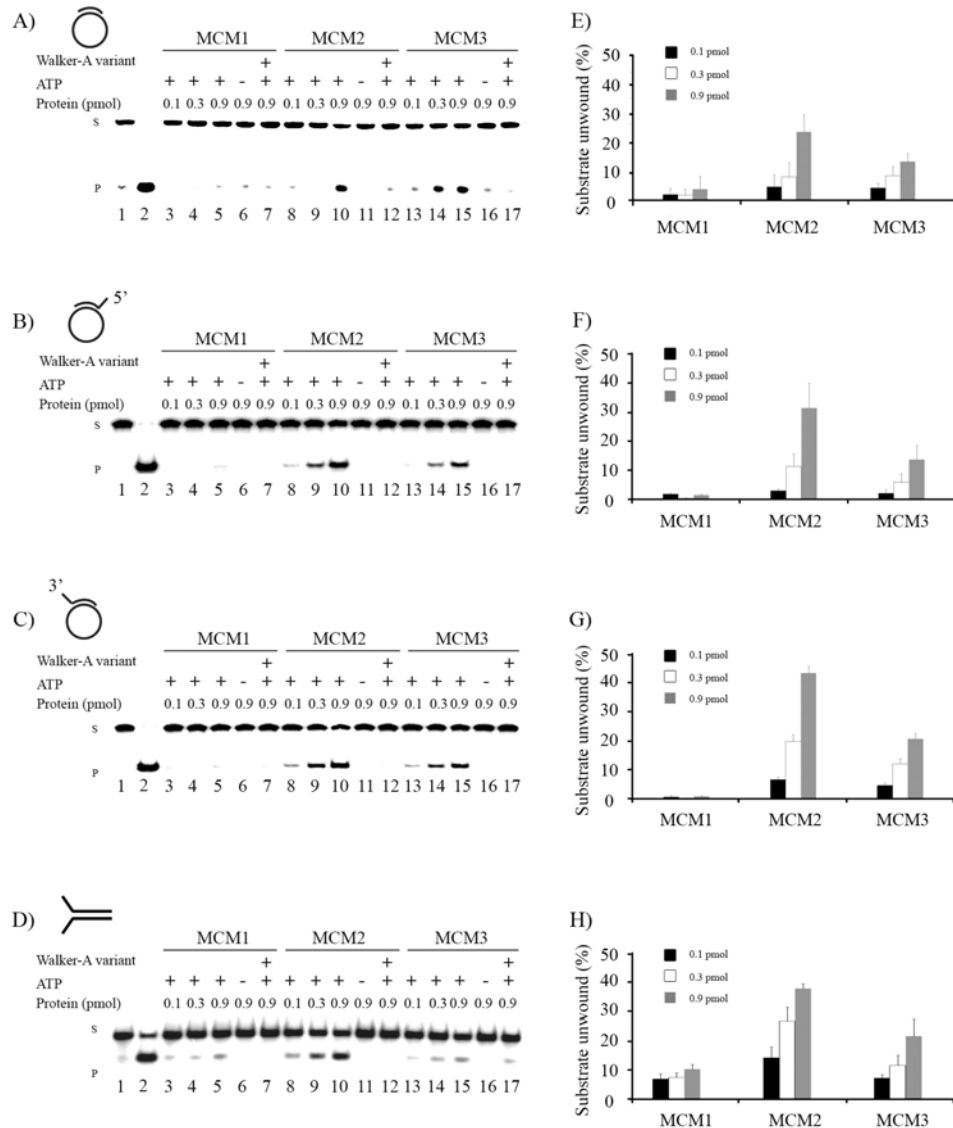 A)
MCM1 MCM2 MCM3
Walker-A variant + + +
ATP + + + - + + + + - + + + + - +
Protein (pmol) 0.1 0.3 0.9 0.9 0.9 0.1 0.3 0.9 0.9 0.9 0.1 0.3 0.9 0.9 0.9
S
P
1 2 3 4 5 6 7 8 9 10 11 12 13 14 15 16 17
E)
Substrate unwound (%)
50
40
30
20
10
0
0.1 pmol
0.3 pmol
0.9 pmol
MCM1 MCM2 MCM3
B)
5’
MCM1 MCM2 MCM3
Walker-A variant + + +
ATP + + + - + + + + - + + + + - +
Protein (pmol) 0.1 0.3 0.9 0.9 0.9 0.1 0.3 0.9 0.9 0.9 0.1 0.3 0.9 0.9 0.9
S
P
1 2 3 4 5 6 7 8 9 10 11 12 13 14 15 16 17
F)
Substrate unwound (%)
50
40
30
20
10
0
0.1 pmol
0.3 pmol
0.9 pmol
MCM1 MCM2 MCM3
C)
3’
MCM1 MCM2 MCM3
Walker-A variant + + +
ATP + + + - + + + + - + + + + - +
Protein (pmol) 0.1 0.3 0.9 0.9 0.9 0.1 0.3 0.9 0.9 0.9 0.1 0.3 0.9 0.9 0.9
S
P
1 2 3 4 5 6 7 8 9 10 11 12 13 14 15 16 17
G)
Substrate unwound (%)
50
40
30
20
10
0
0.1 pmol
0.3 pmol
0.9 pmol
MCM1 MCM2 MCM3
D)
MCM1 MCM2 MCM3
Walker-A variant + + +
ATP + + + - + + + + - + + + + - +
Protein (pmol) 0.1 0.3 0.9 0.9 0.9 0.1 0.3 0.9 0.9 0.9 0.1 0.3 0.9 0.9 0.9
S
P
1 2 3 4 5 6 7 8 9 10 11 12 13 14 15 16 17
H)
Substrate unwound (%)
50
40
30
20
10
0
0.1 pmol
0.3 pmol
0.9 pmol
MCM1 MCM2 MCM3